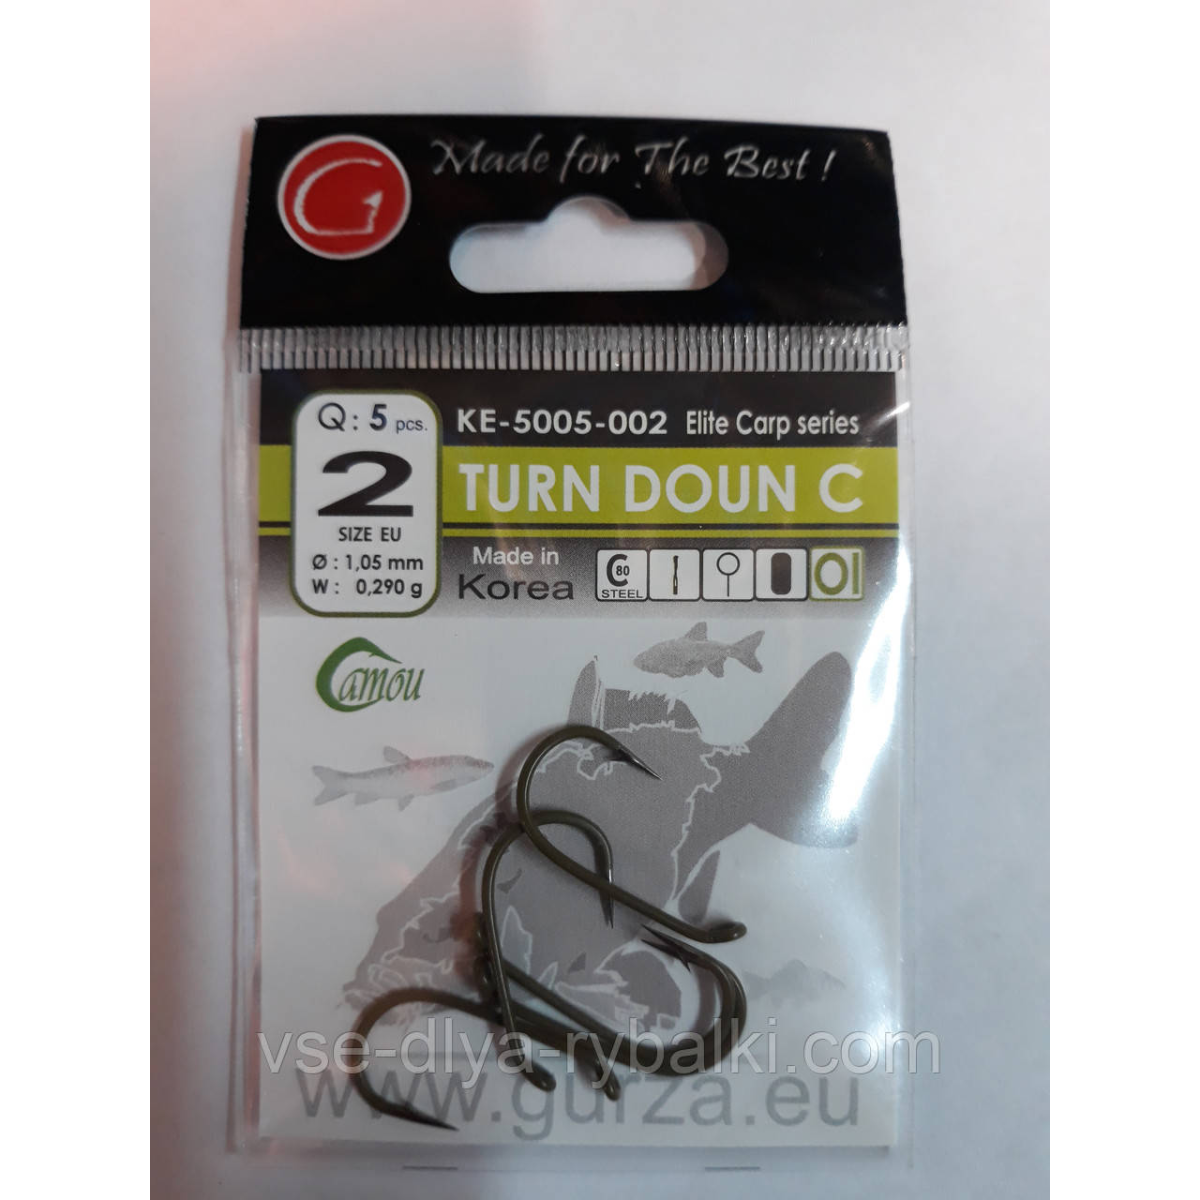 G Made for The Best !
Q: 5 pcs.
2
SIZE EU
Ø : 1,05 mm
W : 0,290 g
KE-5005-002 Elite Carp series
TURN DOUN C
Made in
Korea
C 80
STEEL
Camou
vse-dlya-rybalki.com
www.gurza.eu